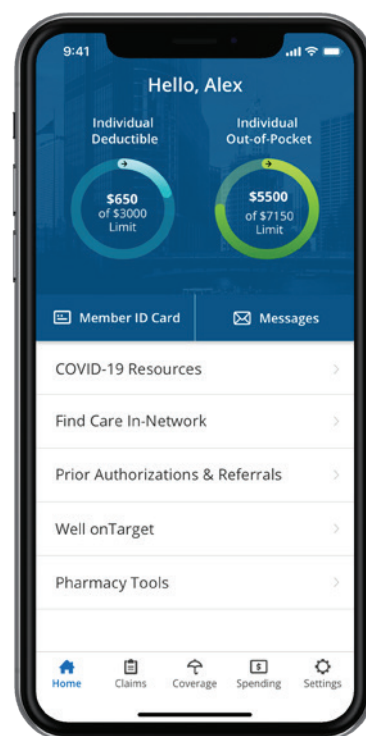 9:41
Hello, Alex
Individual
Deductible
$650
of $3000
Limit
Individual
Out-of-Pocket
$5500
of $7150
Limit
Member ID Card
Messages
COVID-19 Resources
Find Care In-Network
Prior Authorizations & Referrals
Well onTarget
Pharmacy Tools
Home
Claims
Coverage
Spending
Settings